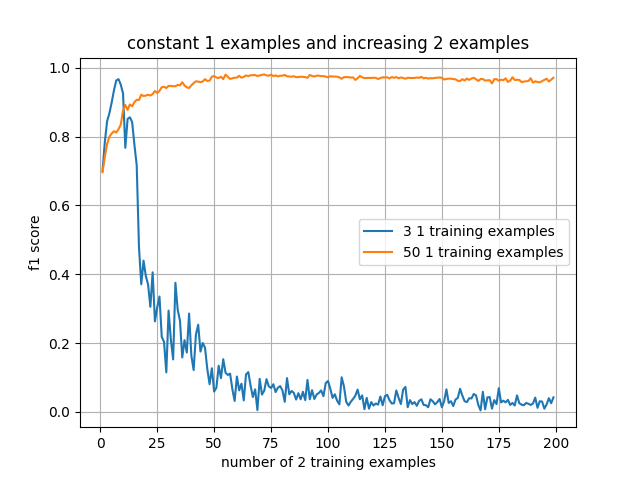 constant 1 examples and increasing 2 examples
1.0
0.8
0.6
0.4
0.2
0.0
f1 score
3 1 training examples
50 1 training examples
0 25 50 75 100 125 150 175 200
number of 2 training examples